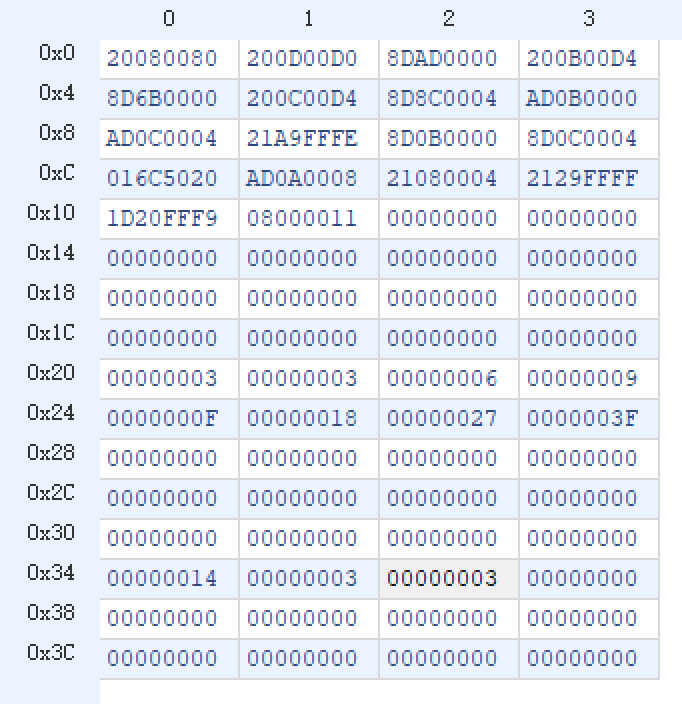 0 1 2 3
0x0 20080080 200D00D0 8DAD0000 200B00D4
0x4 8D6B0000 200C00D4 8D8C0004 AD0B0000
0x8 AD0C0004 21A9FFFE 8D0B0000 8D0C0004
0xC 016C5020 AD0A0008 21080004 2129FFFF
0x10 1D20FFF9 08000011 00000000 00000000
0x14 00000000 00000000 00000000 00000000
0x18 00000000 00000000 00000000 00000000
0x1C 00000000 00000000 00000000 00000000
0x20 00000003 00000003 00000006 00000009
0x24 0000000F 00000018 00000027 0000003F
0x28 00000000 00000000 00000000 00000000
0x2C 00000000 00000000 00000000 00000000
0x30 00000000 00000000 00000000 00000000
0x34 00000014 00000003 00000003 00000000
0x38 00000000 00000000 00000000 00000000
0x3C 00000000 00000000 00000000 00000000